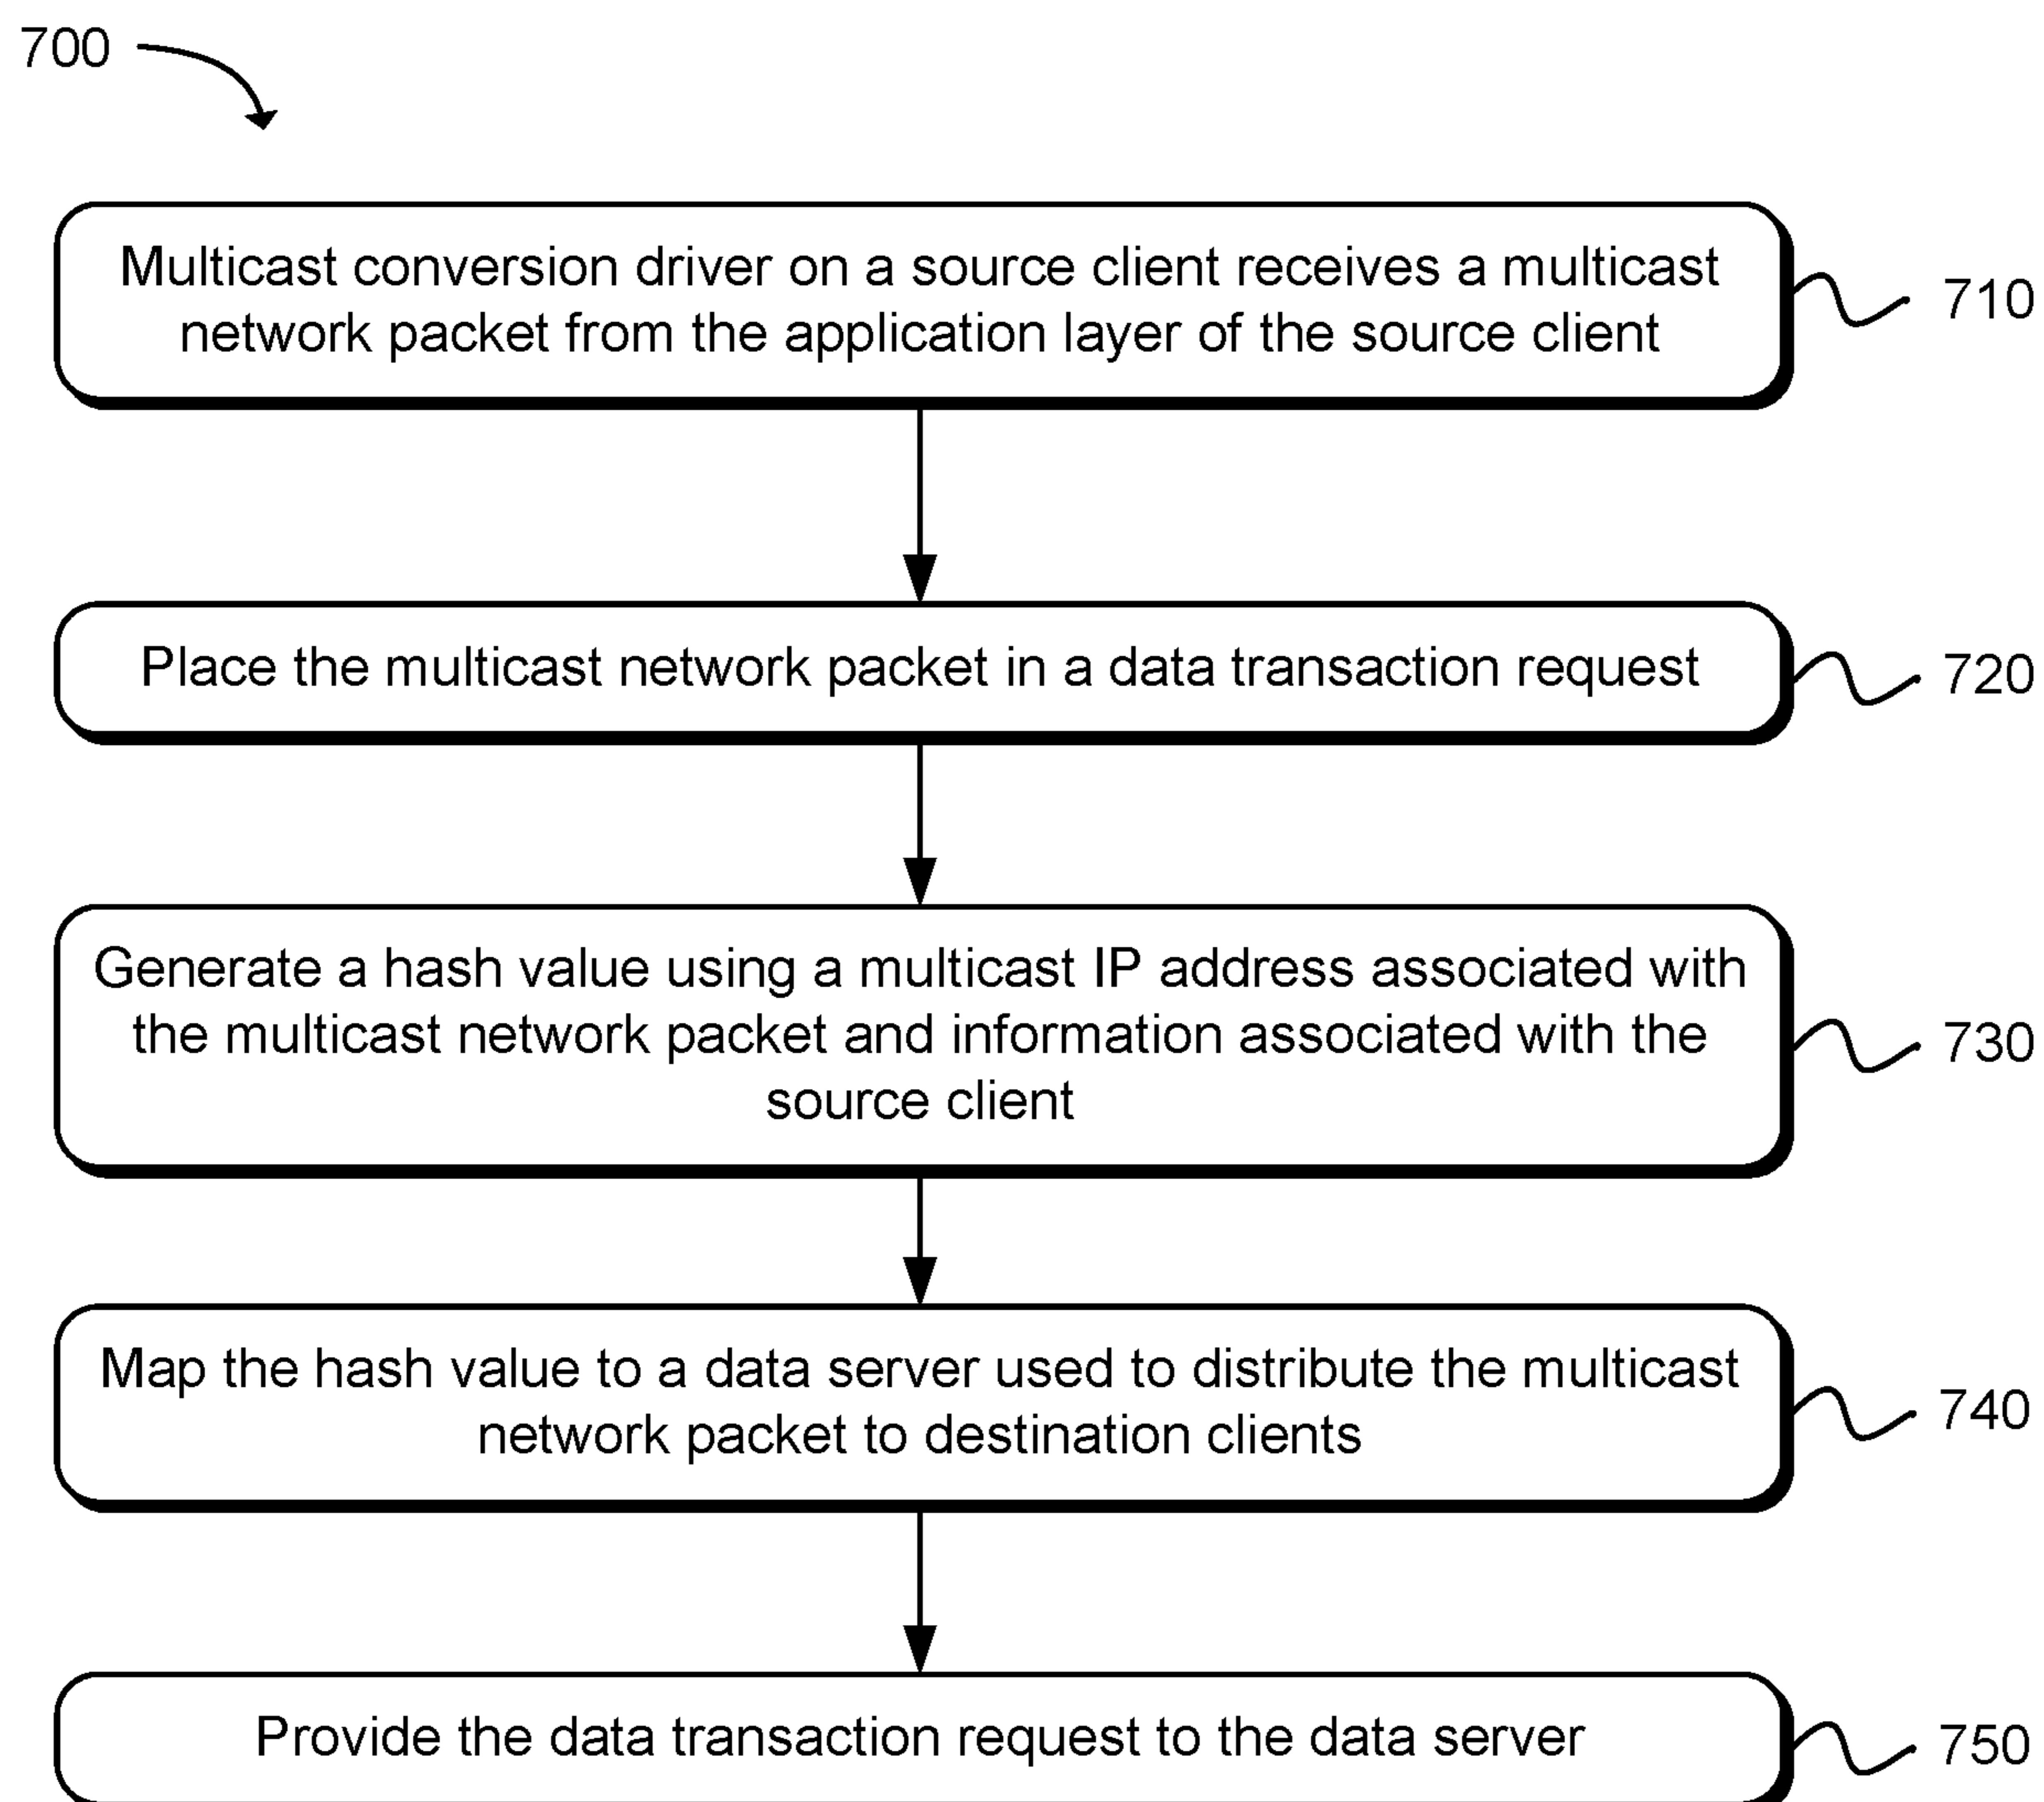 700
Multicast conversion driver on a source client receives a multicast
network packet from the application layer of the source client
710
Place the multicast network packet in a data transaction request
720
Generate a hash value using a multicast IP address associated with
the multicast network packet and information associated with the
source client
730
Map the hash value to a data server used to distribute the multicast
network packet to destination clients
740
Provide the data transaction request to the data server
750